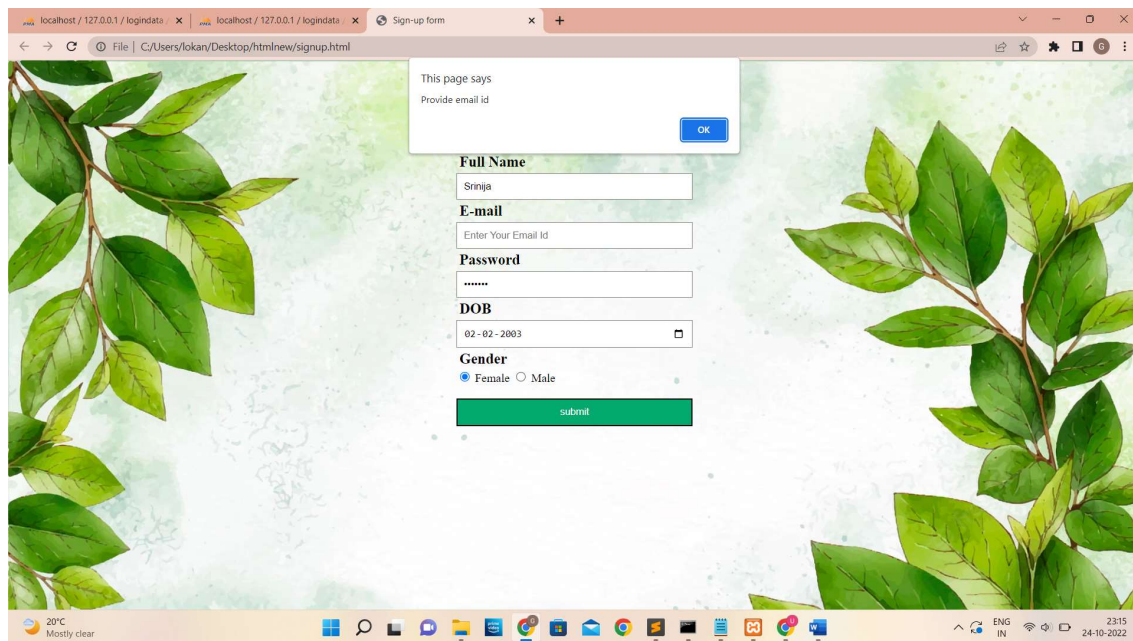 localhost / 127.0.0.1 / logindata /
localhost / 127.0.0.1 / logindata /
Sign-up form
File | C:/Users/lokan/Desktop/htmlnew/signup.html
G
This page says
Provide email id
OK
Full Name
Srinija
E-mail
Enter Your Email Id
Password
•••••••
DOB
02-02-2003
Gender
Female Male
submit
20°C
Mostly clear
ENG
IN
23:15
24-10-2022